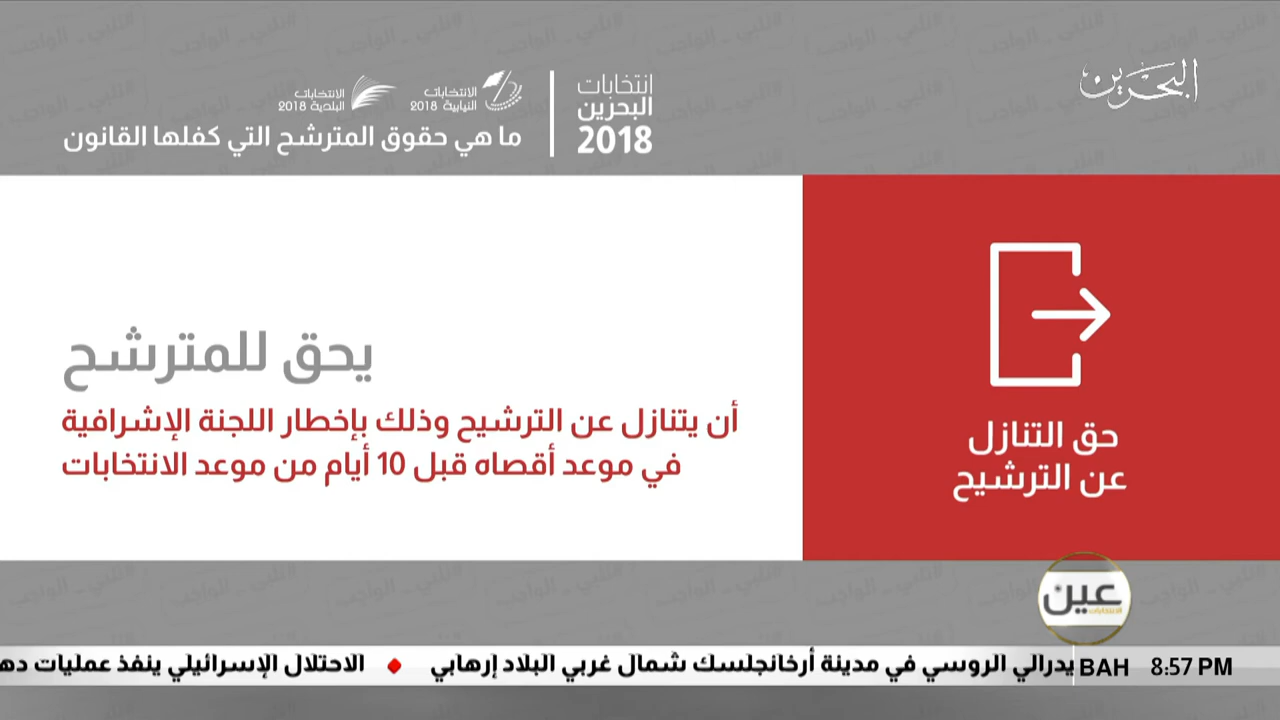 البحرين
انتخابات
البحرين
2018
الانتخابات
النيابية 2018
الانتخابات
البلدية 2018
ما هي حقوق المترشح التي كفلها القانون
حق التنازل
عن الترشيح
يحق للمترشح
أن يتنازل عن الترشيح وذلك بإخطار اللجنة الإشرافية
في موعد أقصاه قبل 10 أيام من موعد الانتخابات
عين
الانتخابات
يدرالي الروسي في مدينة أرخانجلسك شمال غربي البلاد إرهابي
الاحتلال الإسرائيلي ينفذ عمليات ده
BAH 8:57 PM